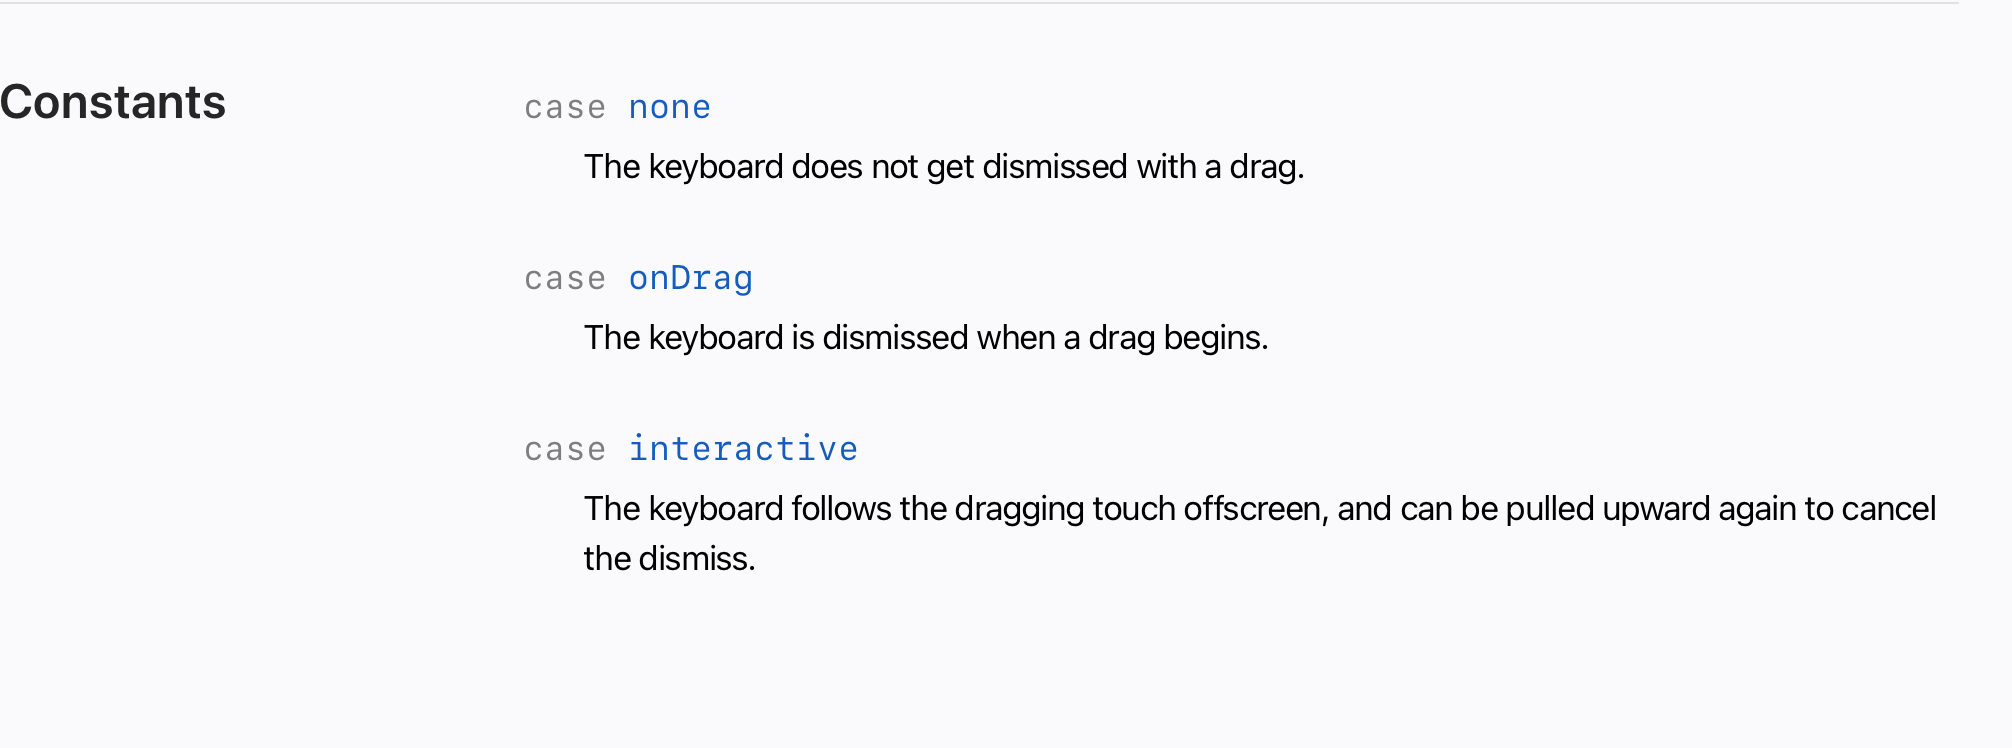 Constants
case none
The keyboard does not get dismissed with a drag.
case onDrag
The keyboard is dismissed when a drag begins.
case interactive
The keyboard follows the dragging touch offscreen, and can be pulled upward again to cancel
the dismiss.